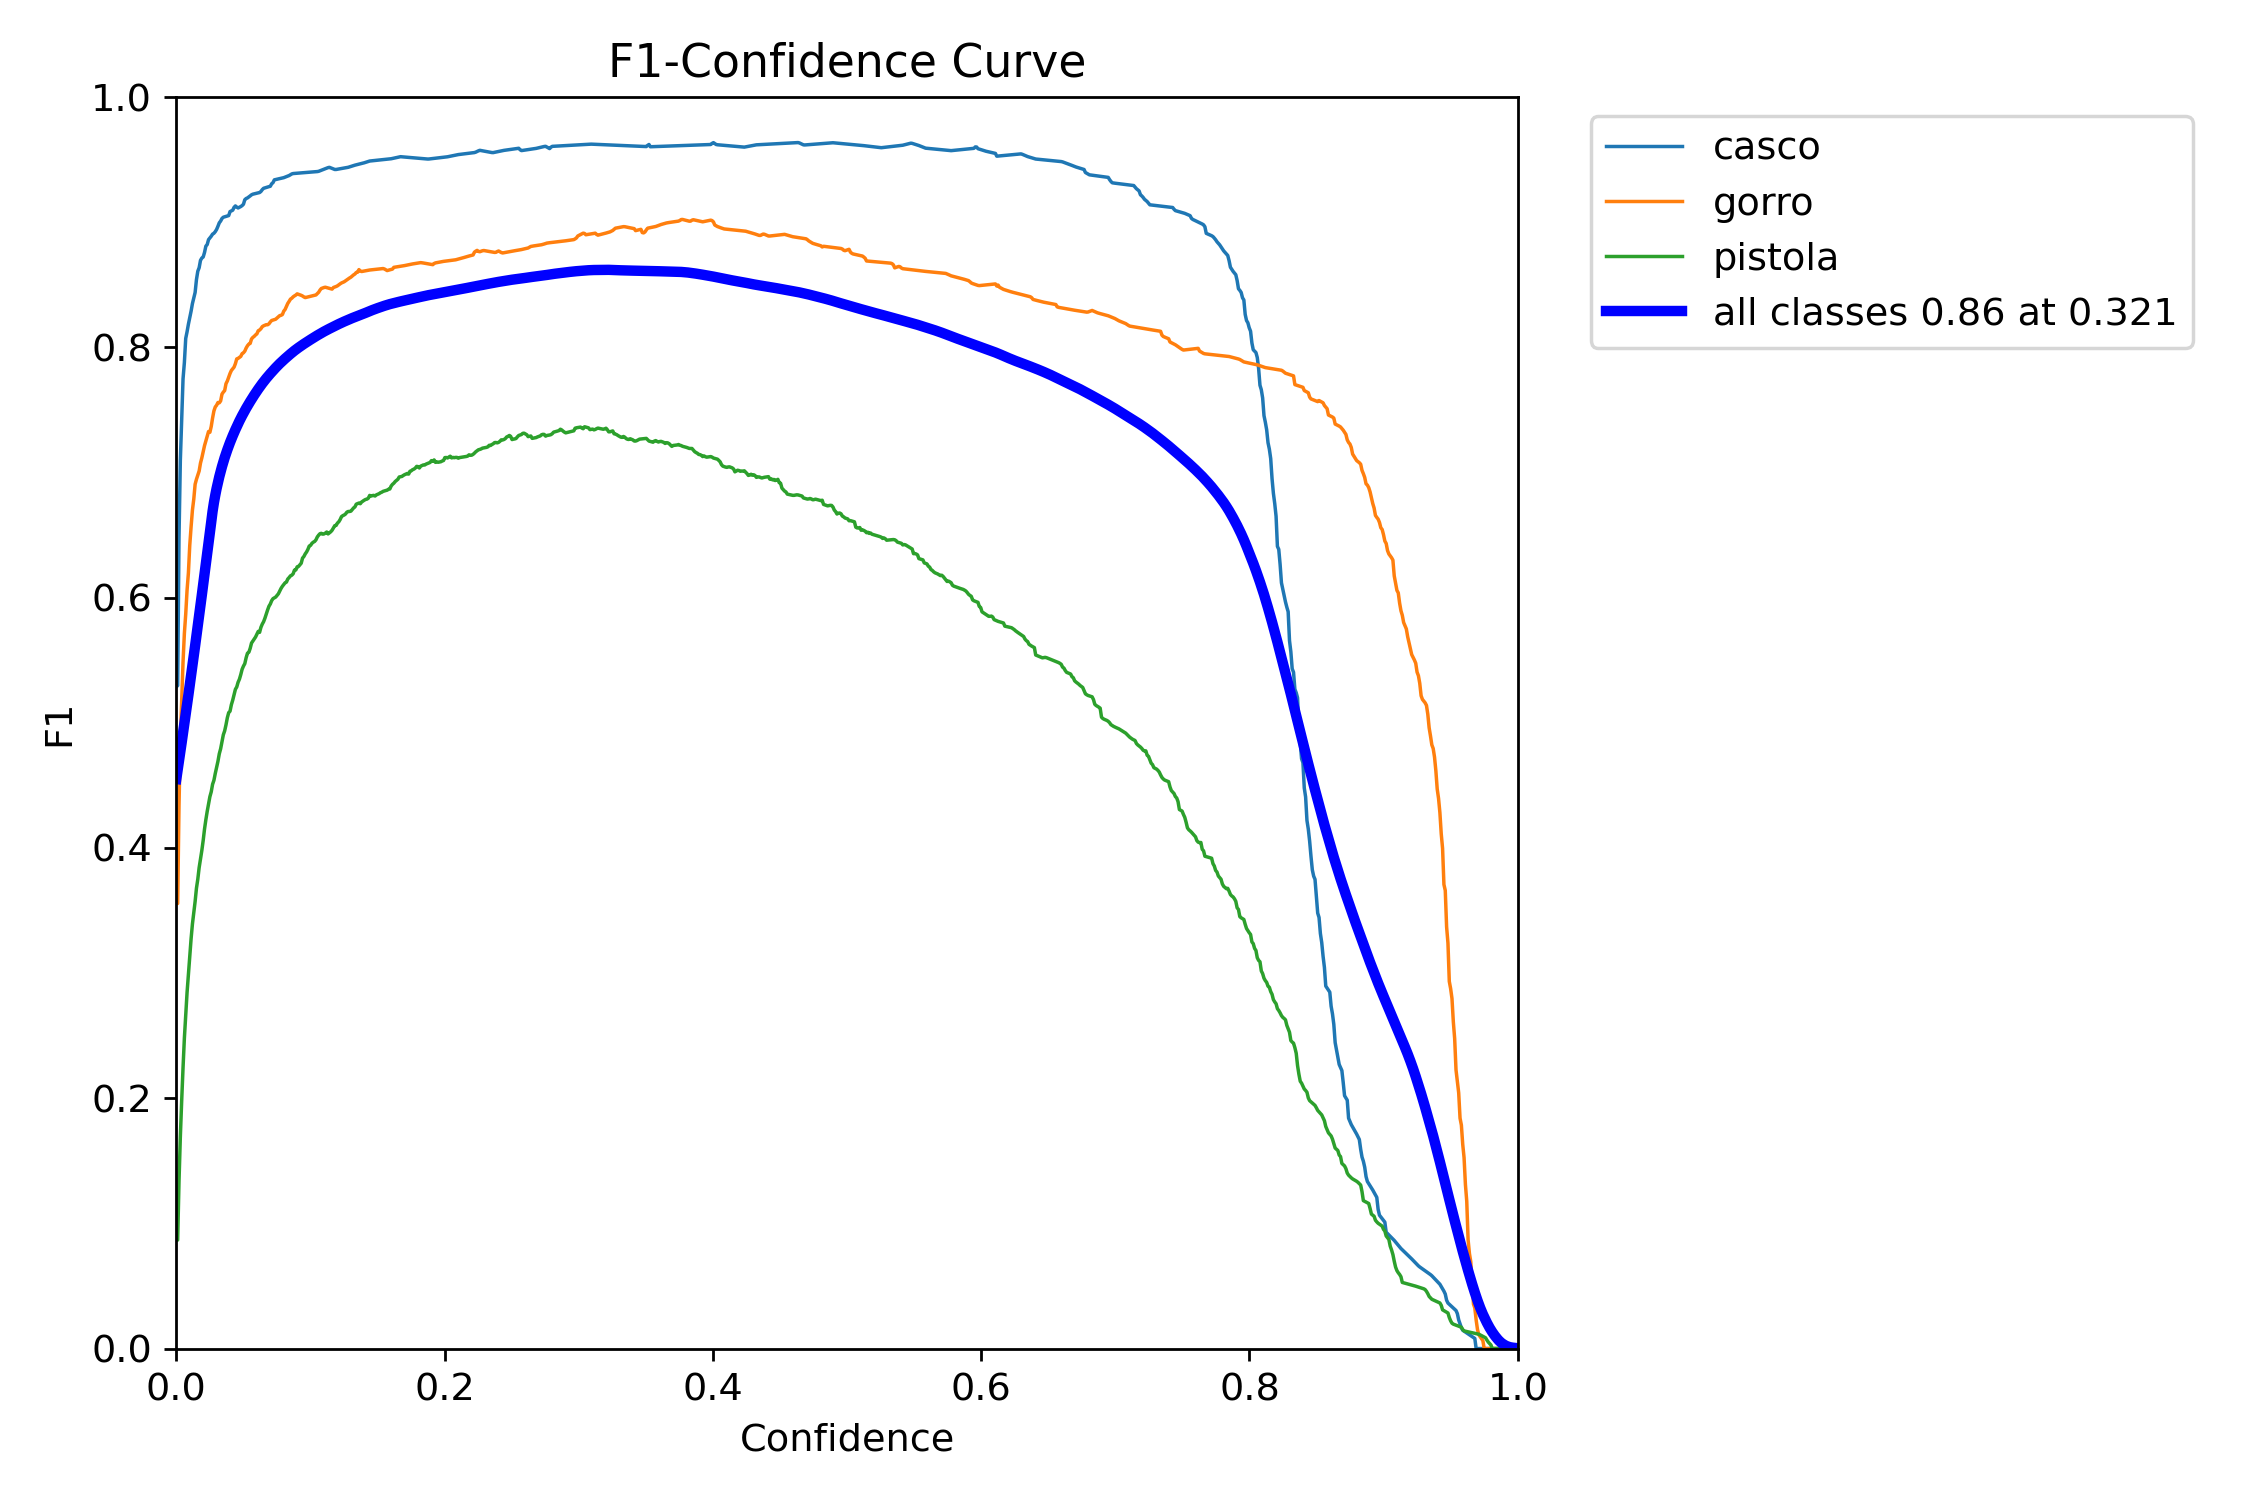 F1-Confidence Curve
1.0
0.8
0.6
0.4
0.2
0.0
F1
0.0 0.2 0.4 0.6 0.8 1.0
Confidence
casco
gorro
pistola
all classes 0.86 at 0.321